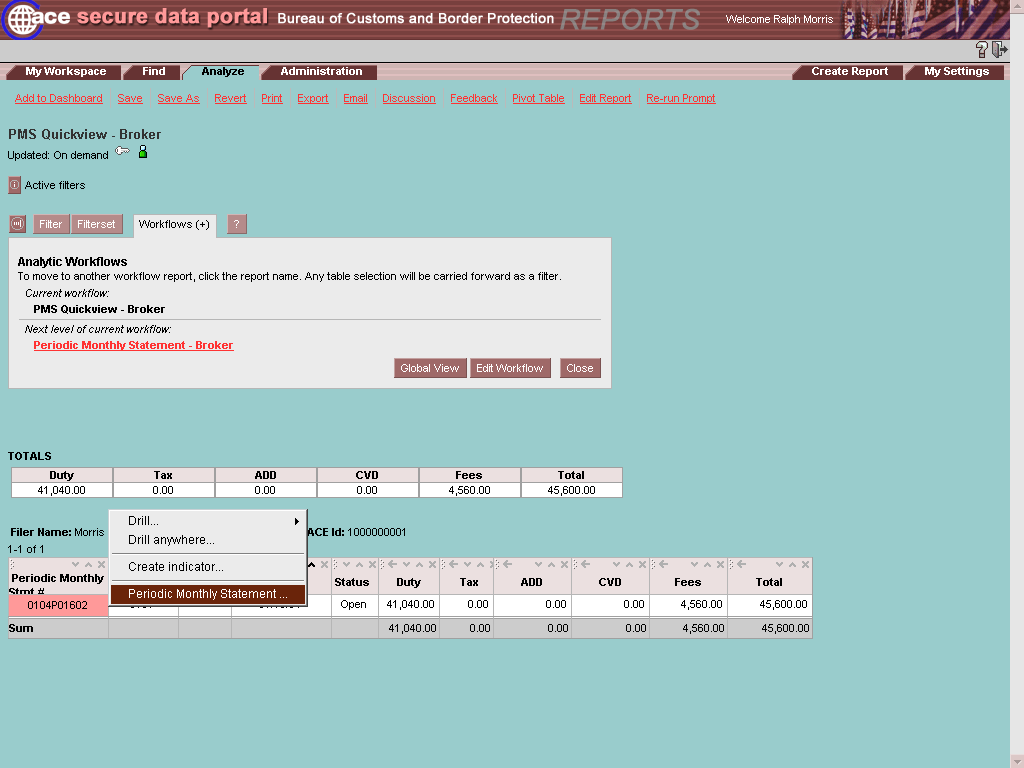 ace secure data portal Bureau of Customs and Border Protection REPORTS Welcome Ralph Morris
?
My Workspace Find Analyze Administration Create Report My Settings
Add to Dashboard Save Save As Revert Print Export Email Discussion Feedback Pivot Table Edit Report Re-run Prompt
PMS Quickview - Broker
Updated: On demand
Active filters
Filter Filterset Workflows (+) ?
Analytic Workflows
To move to another workflow report, click the report name. Any table selection will be carried forward as a filter.
Current workflow:
PMS Quickview - Broker
Next level of current workflow:
Periodic Monthly Statement - Broker
Global View Edit Workflow Close
TOTALS
Duty Tax ADD CVD Fees Total
41,040.00 0.00 0.00 0.00 4,560.00 45,600.00
Filer Name: Morris ACE Id: 1000000001
1-1 of 1
Drill...
Drill anywhere...
Create indicator...
Periodic Monthly Statement ...
Periodic Monthly Stmt # Status Duty Tax ADD CVD Fees Total
0104P01602 Open 41,040.00 0.00 0.00 0.00 4,560.00 45,600.00
Sum 41,040.00 0.00 0.00 0.00 4,560.00 45,600.00